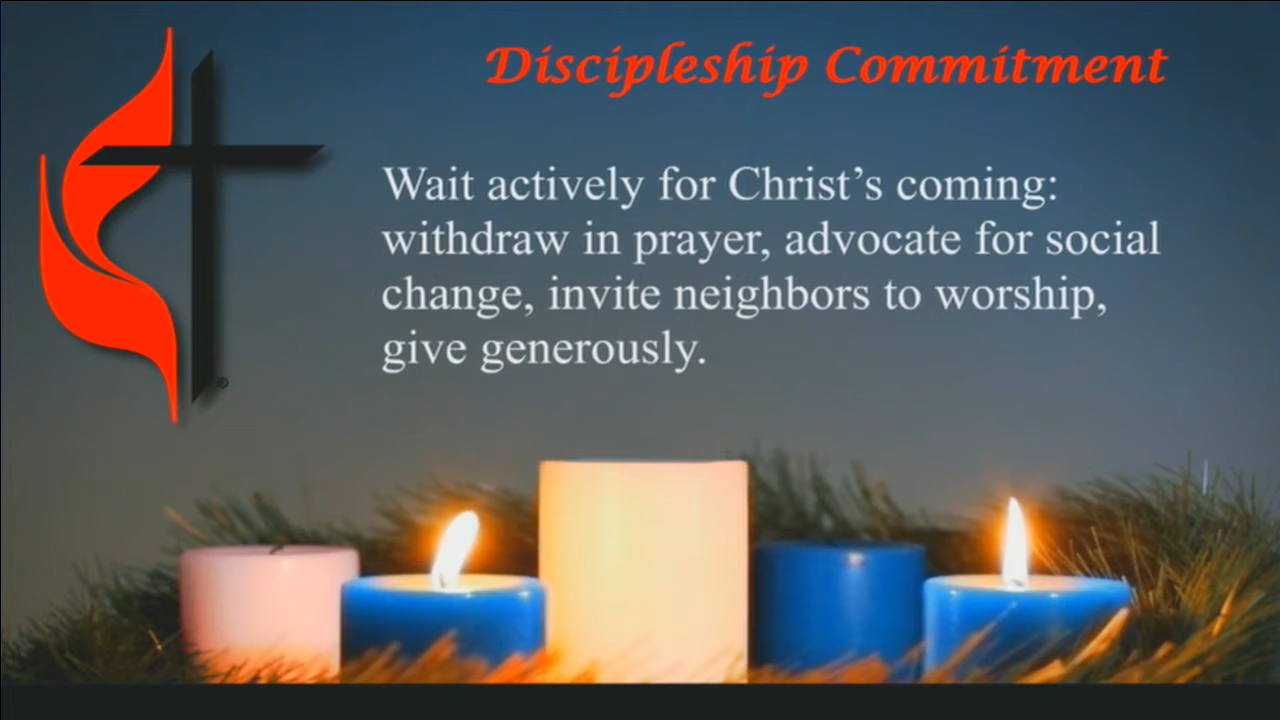 Discipleship Commitment
Wait actively for Christ’s coming:
withdraw in prayer, advocate for social
change, invite neighbors to worship,
give generously.
®